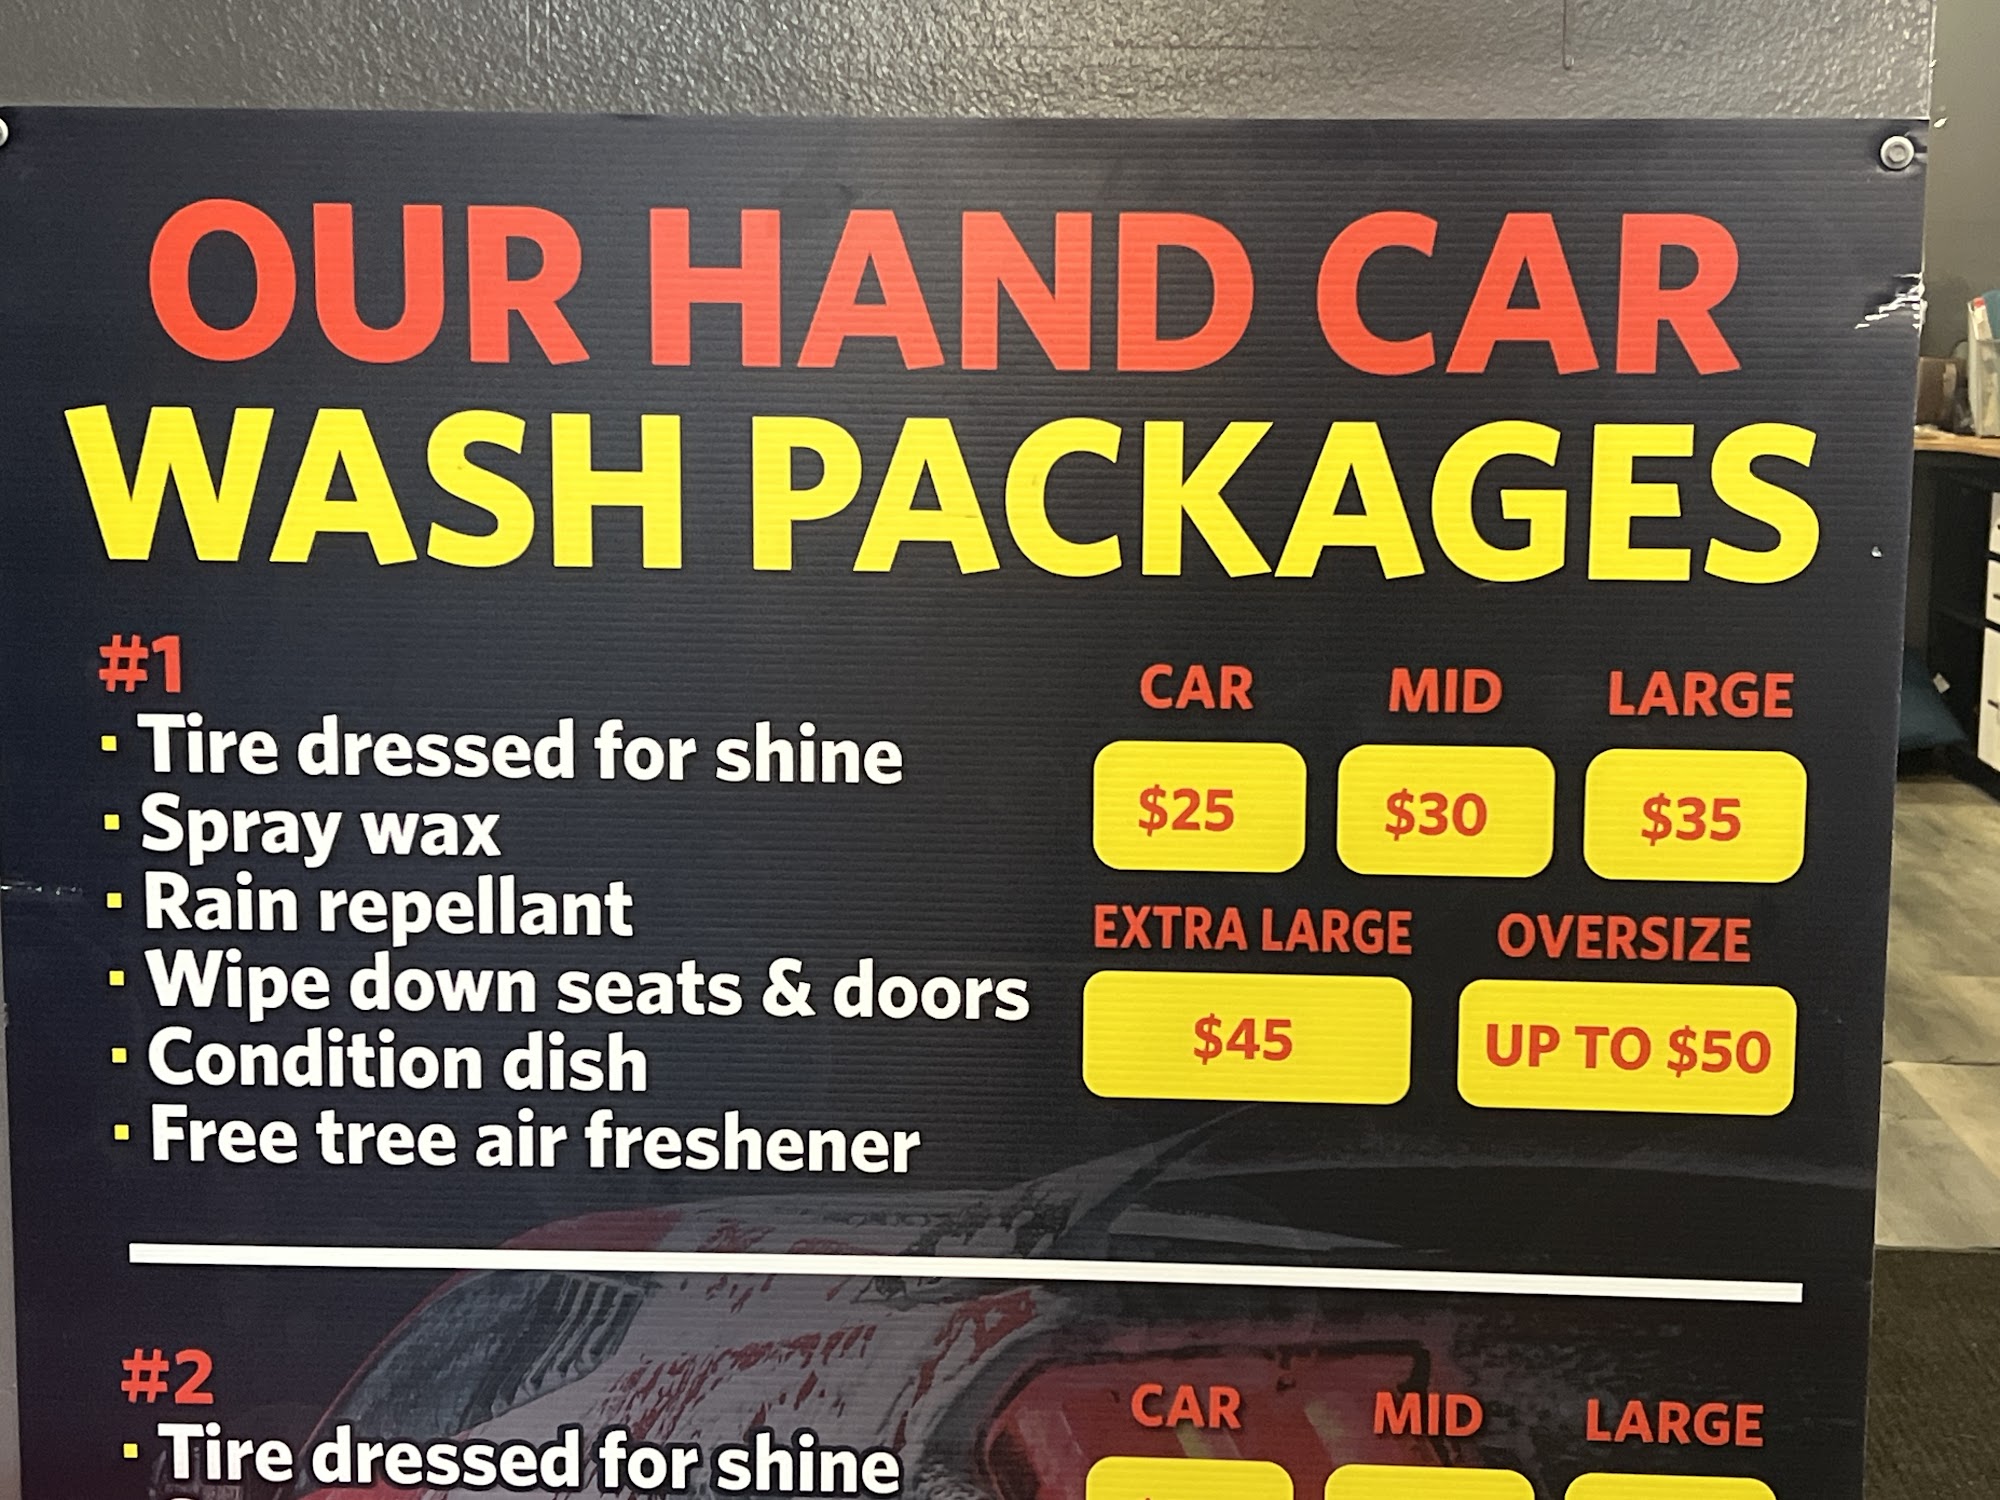 OUR HAND CAR
WASH PACKAGES
#1
· Tire dressed for shine
· Spray wax
· Rain repellant
· Wipe down seats & doors
· Condition dish
· Free tree air freshener
CAR MID LARGE
$25 $30 $35
EXTRA LARGE OVERSIZE
$45 UP TO $50
#2
· Tire dressed for shine
CAR MID LARGE